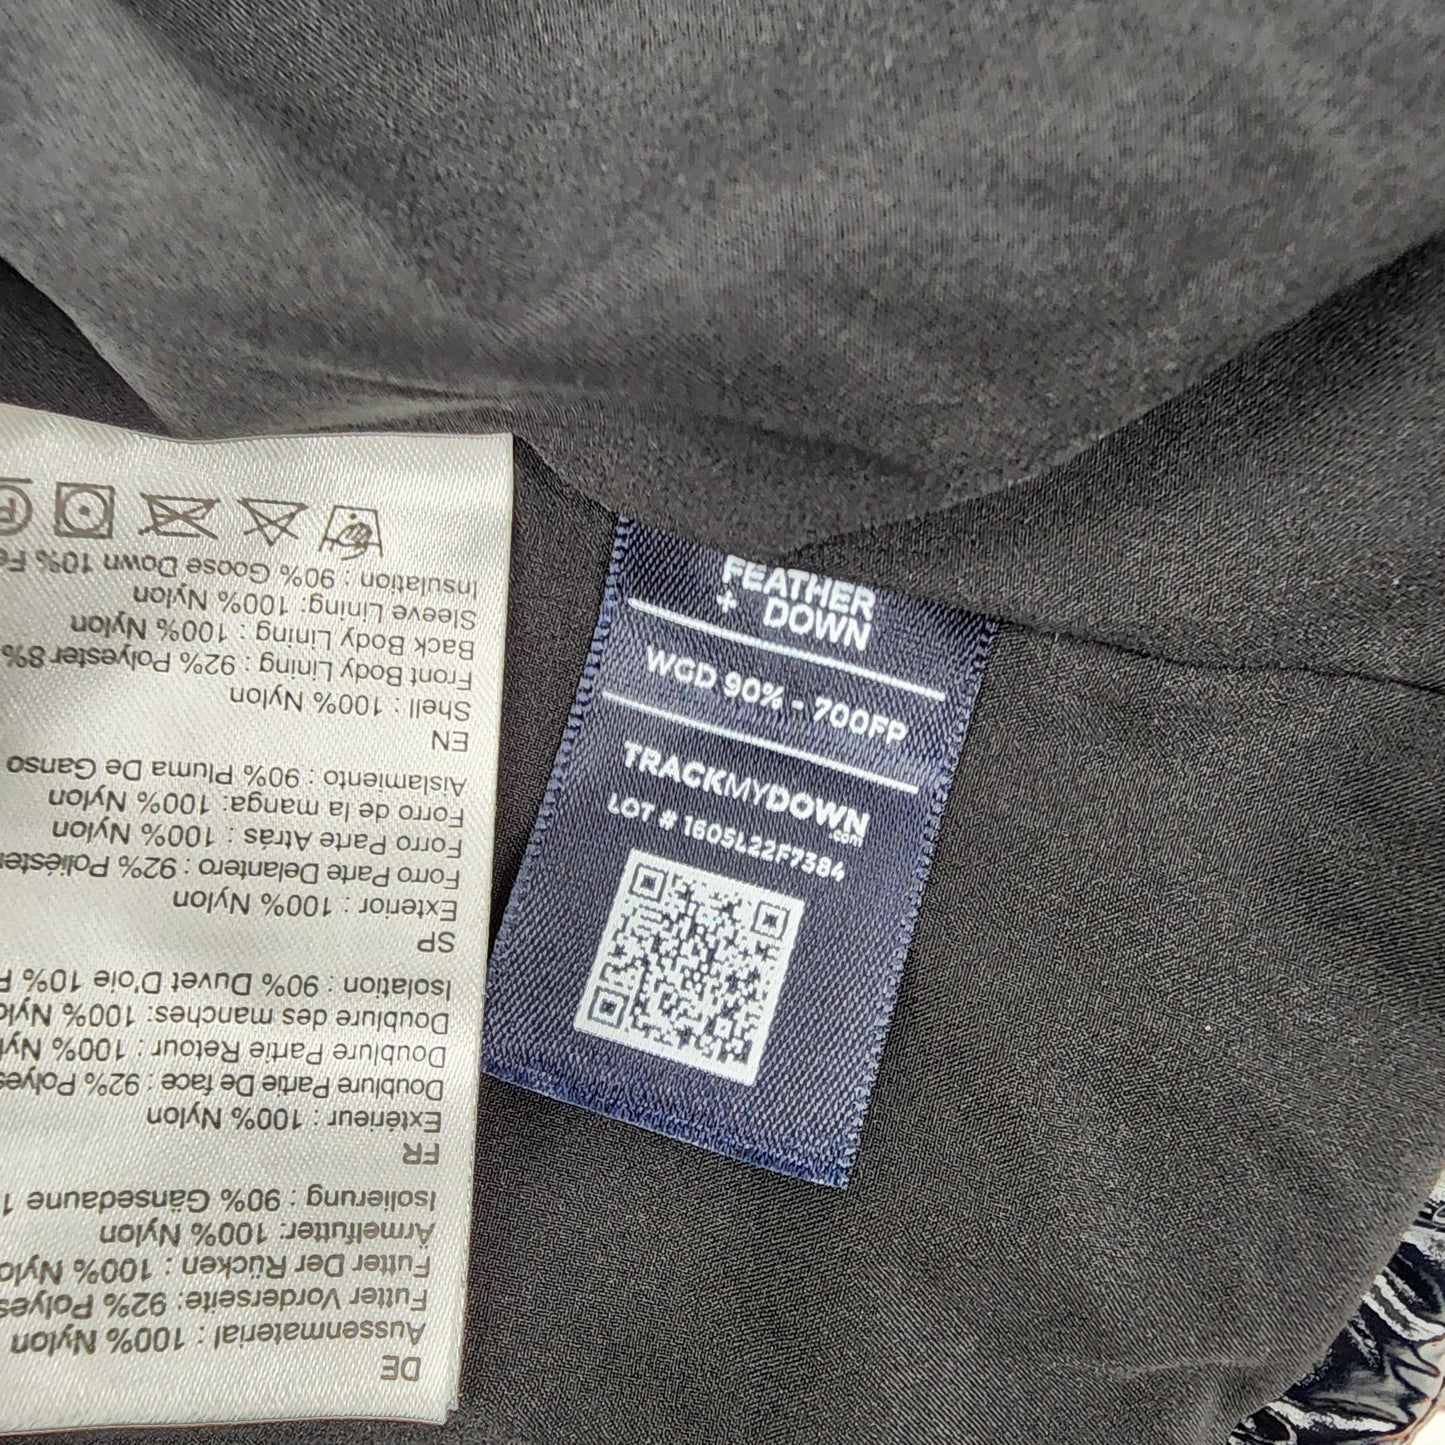 FEATHER
+ DOWN
WGD 90% - 700FP
TRACKMYDOWN
.com
LOT # 1605L22F7384
DE
Aussenmaterial : 100% Nylon
Futter Vorderseite: 92%
Futter Der Rücken : 100%
Ärmelfutter: 100% Nylon
Isolierung : 90% Gänsedaune
FR
Extérieur : 100% Nylon
Doublure Partie De face : 92%
Doublure Partie Retour : 100%
Doublure des manches: 100%
Isolation : 90% Duvet D'oie 10%
SP
Exterior : 100% Nylon
Forro Parte Delantero : 92%
Forro Parte Atrás : 100% Nylon
Forro de la manga: 100% Nylon
Aislamiento : 90% Pluma De Ganso
EN
Shell : 100% Nylon
Front Body Lining : 92% Polyester 8%
Back Body Lining : 100% Nylon
Sleeve Lining: 100% Nylon
Insulation : 90% Goose Down 10%
P